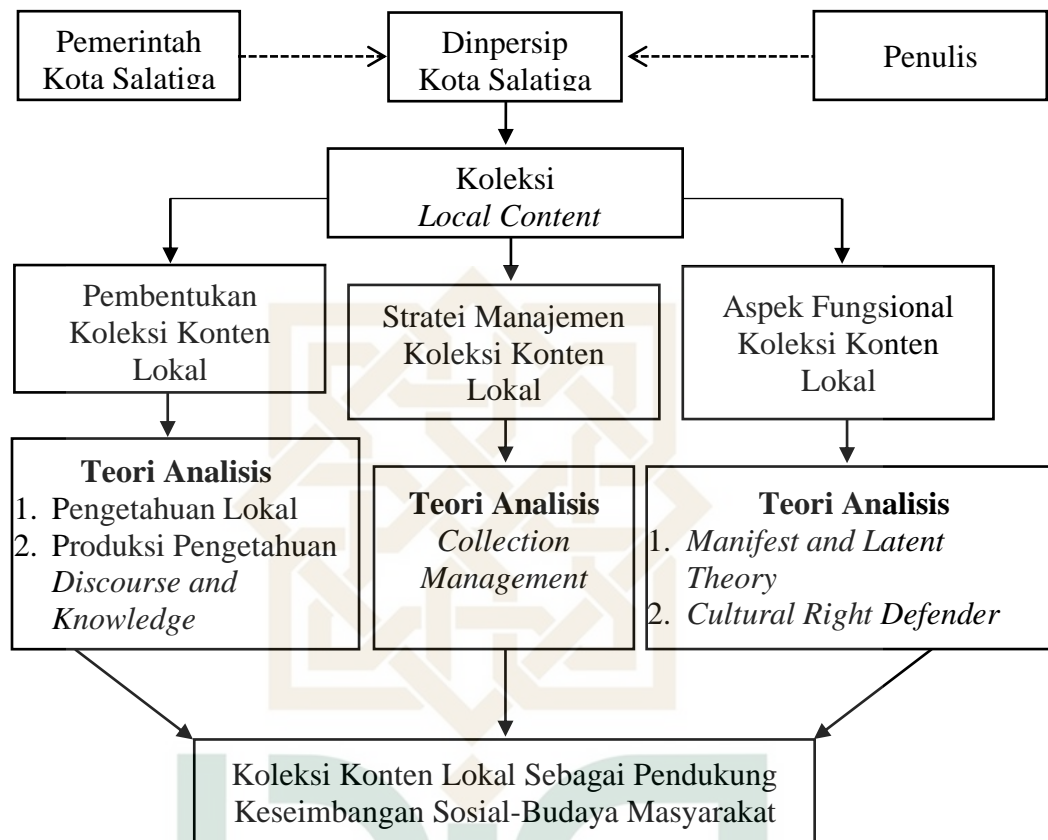 Pemerintah
Kota Salatiga
Dinpersip
Kota Salatiga
Penulis
Koleksi
Local Content
Pembentukan
Koleksi Konten
Lokal
Stratei Manajemen
Koleksi Konten
Lokal
Aspek Fungsional
Koleksi Konten
Lokal
Teori Analisis
1. Pengetahuan Lokal
2. Produksi Pengetahuan
Discourse and
Knowledge
Teori Analisis
Collection
Management
Teori Analisis
1. Manifest and Latent
Theory
2. Cultural Right Defender
Koleksi Konten Lokal Sebagai Pendukung
Keseimbangan Sosial-Budaya Masyarakat